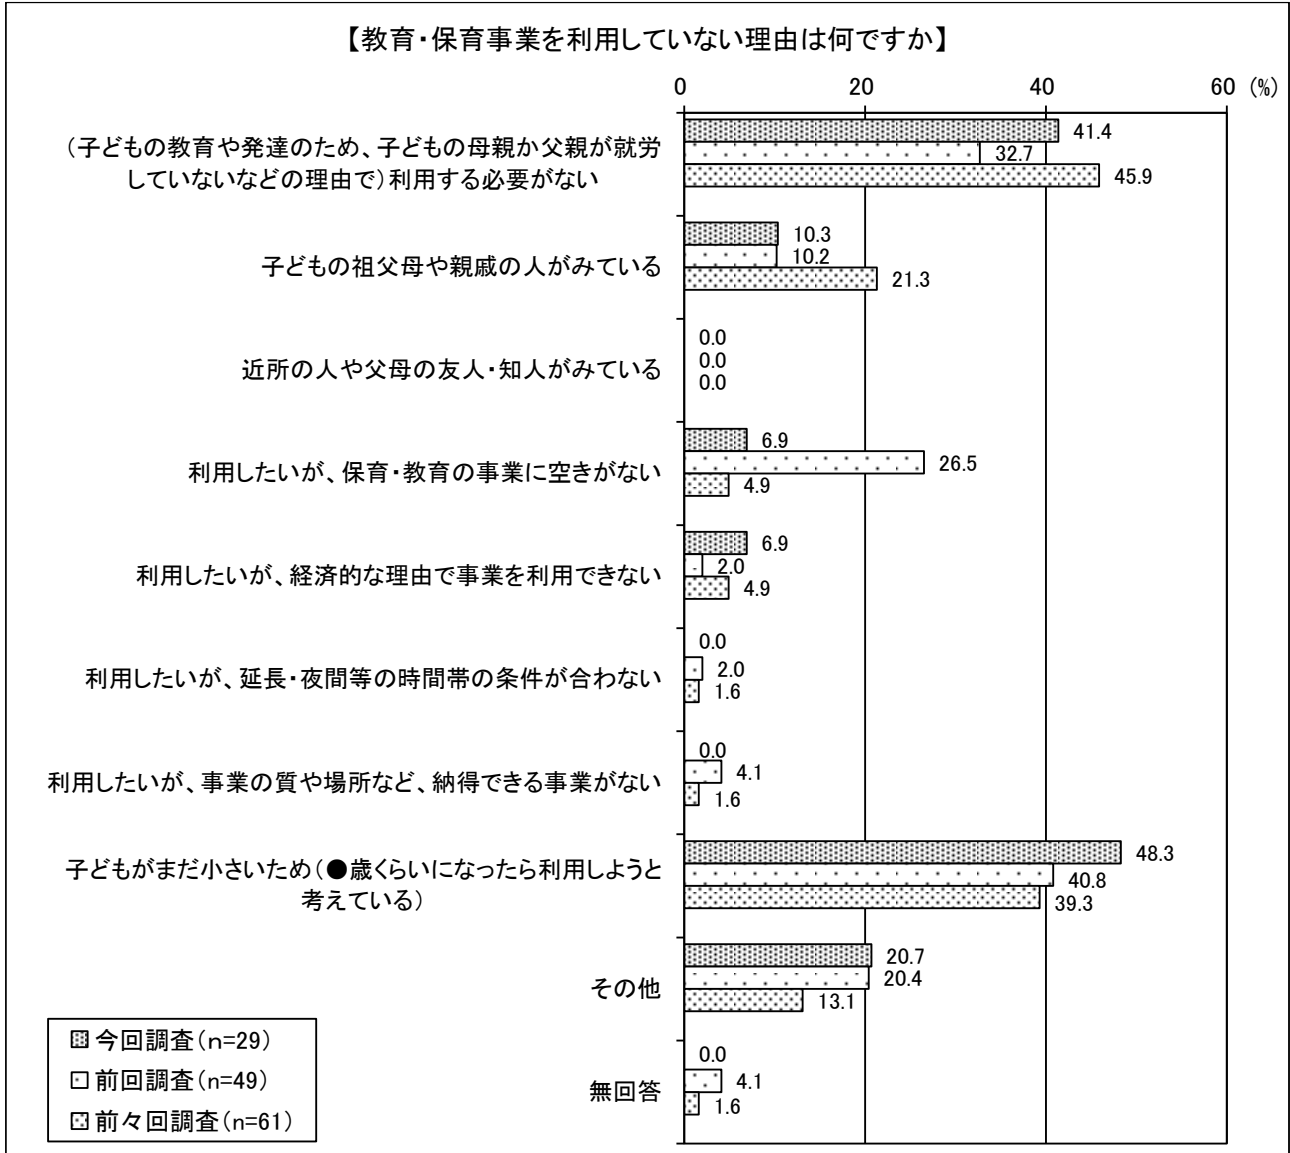 【教育・保育事業を利用していない理由は何ですか】
0 20 40 60 (%)
(子どもの教育や発達のため、子どもの母親か父親が就労
していないなどの理由で)利用する必要がない
41.4
32.7
45.9
子どもの祖父母や親戚の人がみている
10.3
10.2
21.3
近所の人や父母の友人・知人がみている
0.0
0.0
0.0
利用したいが、保育・教育の事業に空きがない
6.9
26.5
4.9
利用したいが、経済的な理由で事業を利用できない
6.9
2.0
4.9
利用したいが、延長・夜間等の時間帯の条件が合わない
0.0
2.0
1.6
利用したいが、事業の質や場所など、納得できる事業がない
0.0
4.1
1.6
子どもがまだ小さいため(●歳くらいになったら利用しようと
考えている)
48.3
40.8
39.3
その他
20.7
20.4
13.1
無回答
0.0
4.1
1.6
今回調査(n=29)
前回調査(n=49)
前々回調査(n=61)